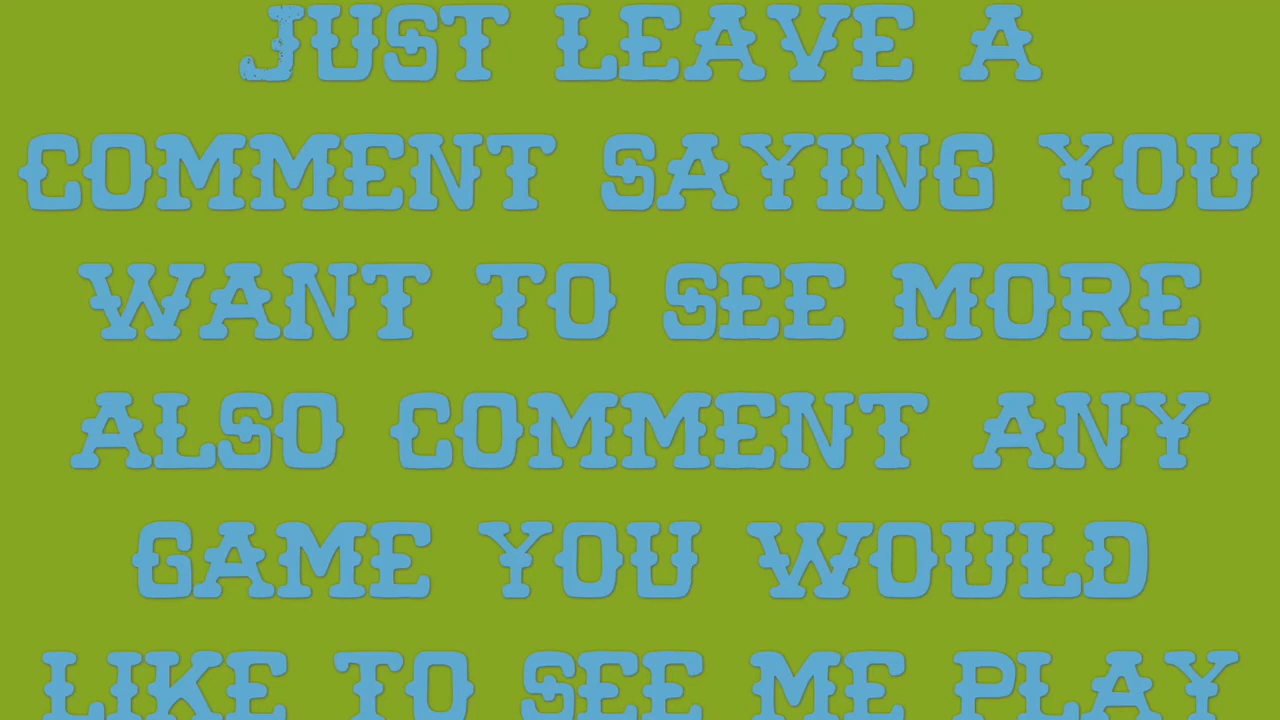 JUST LEAVE A
COMMENT SAYING YOU
WANT TO SEE MORE
ALSO COMMENT ANY
GAME YOU WOULD
LIKE TO SEE ME PLAY